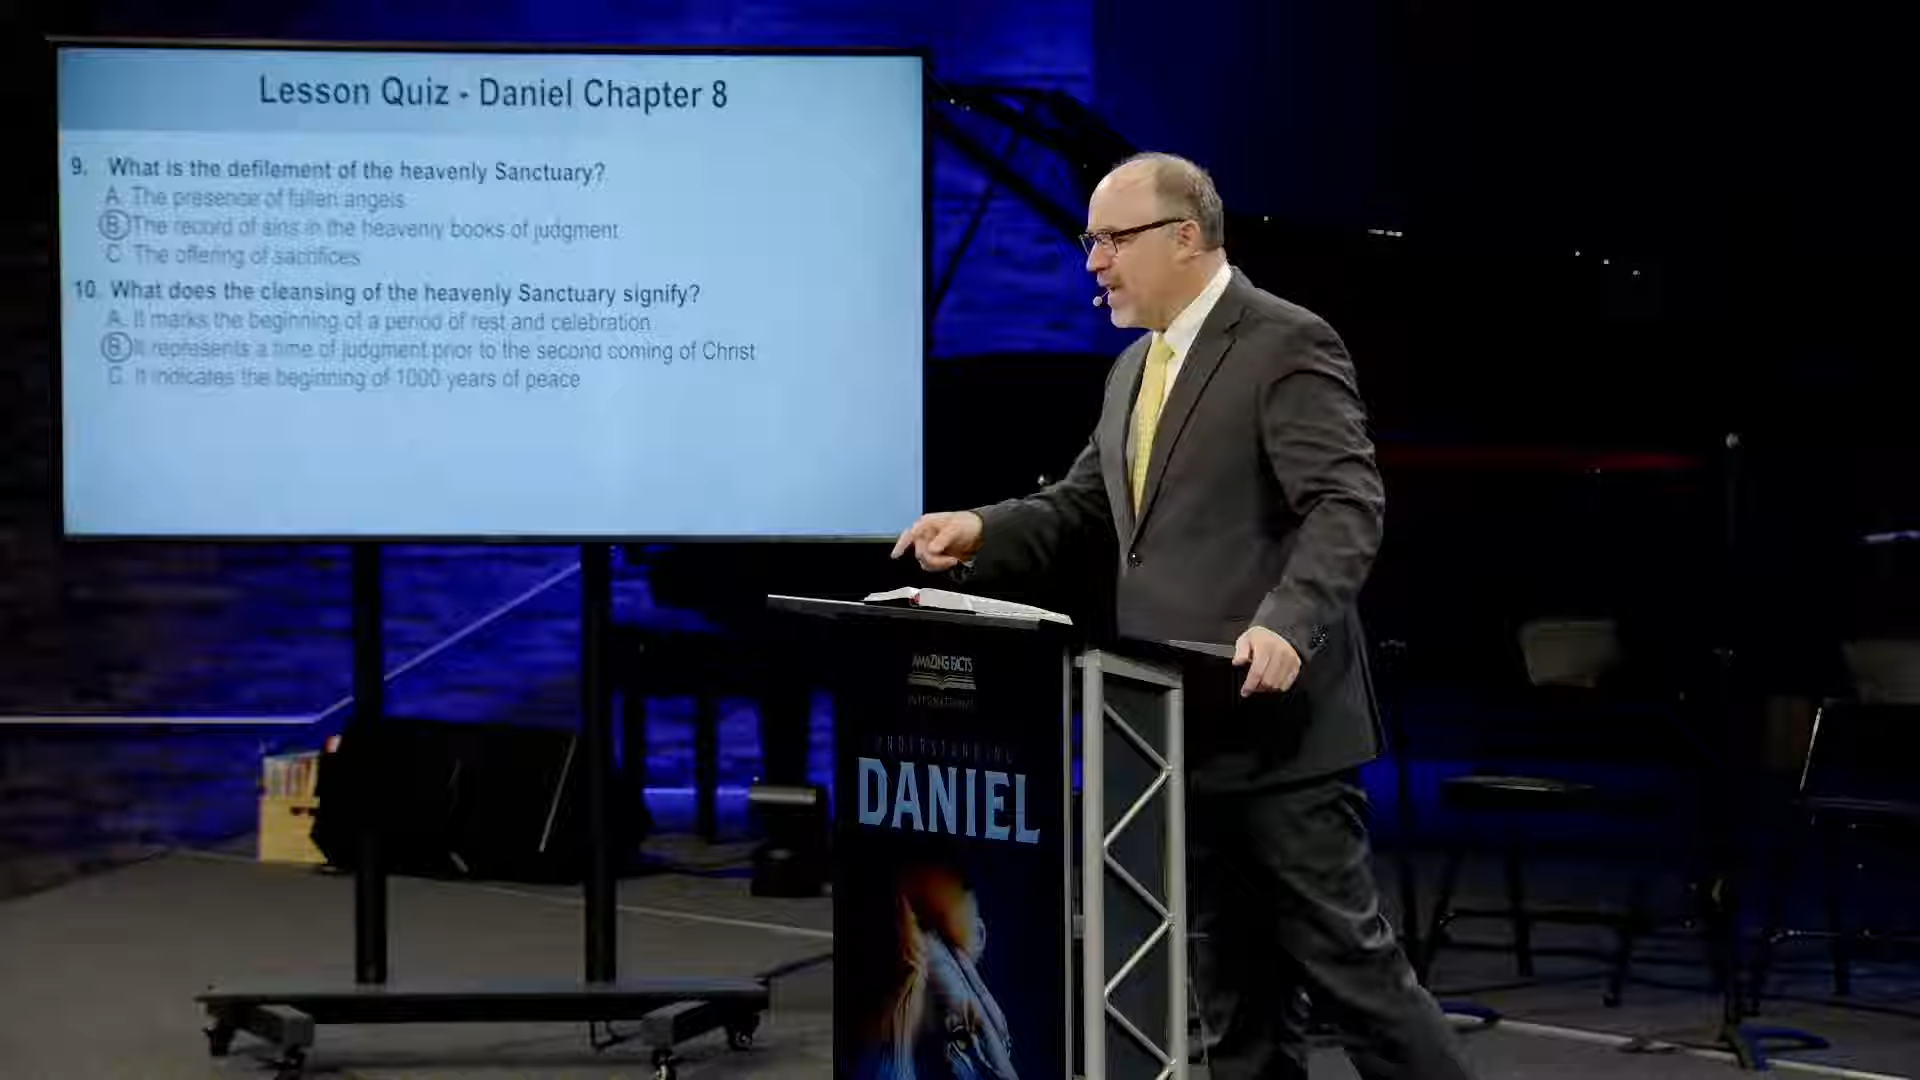 Lesson Quiz - Daniel Chapter 8
9. What is the defilement of the heavenly Sanctuary?
A. The presence of fallen angels
B. The record of sins in the heavenly books of judgment
C. The offering of sacrifices
10. What does the cleansing of the heavenly Sanctuary signify?
A. It marks the beginning of a period of rest and celebration
B. It represents a time of judgment prior to the second coming of Christ
C. It indicates the beginning of 1000 years of peace
AMAZING FACTS
INTERNATIONAL
UNDERSTANDING
DANIEL